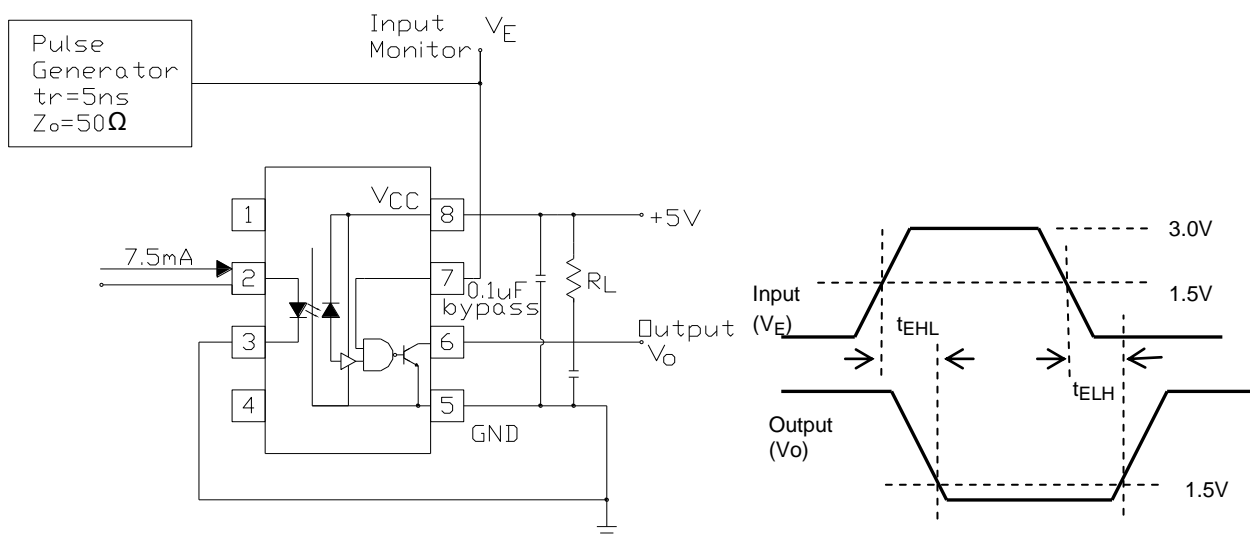 Pulse
Generator
tr=5ns
Zo=50Ω
Input
Monitor
VE
VCC
1
2
3
4
8
7
6
5
7.5mA
+5V
0.1uF
bypass
RL
Output
Vo
GND
3.0V
1.5V
Input
(VE)
tEHL
tELH
Output
(Vo)
1.5V